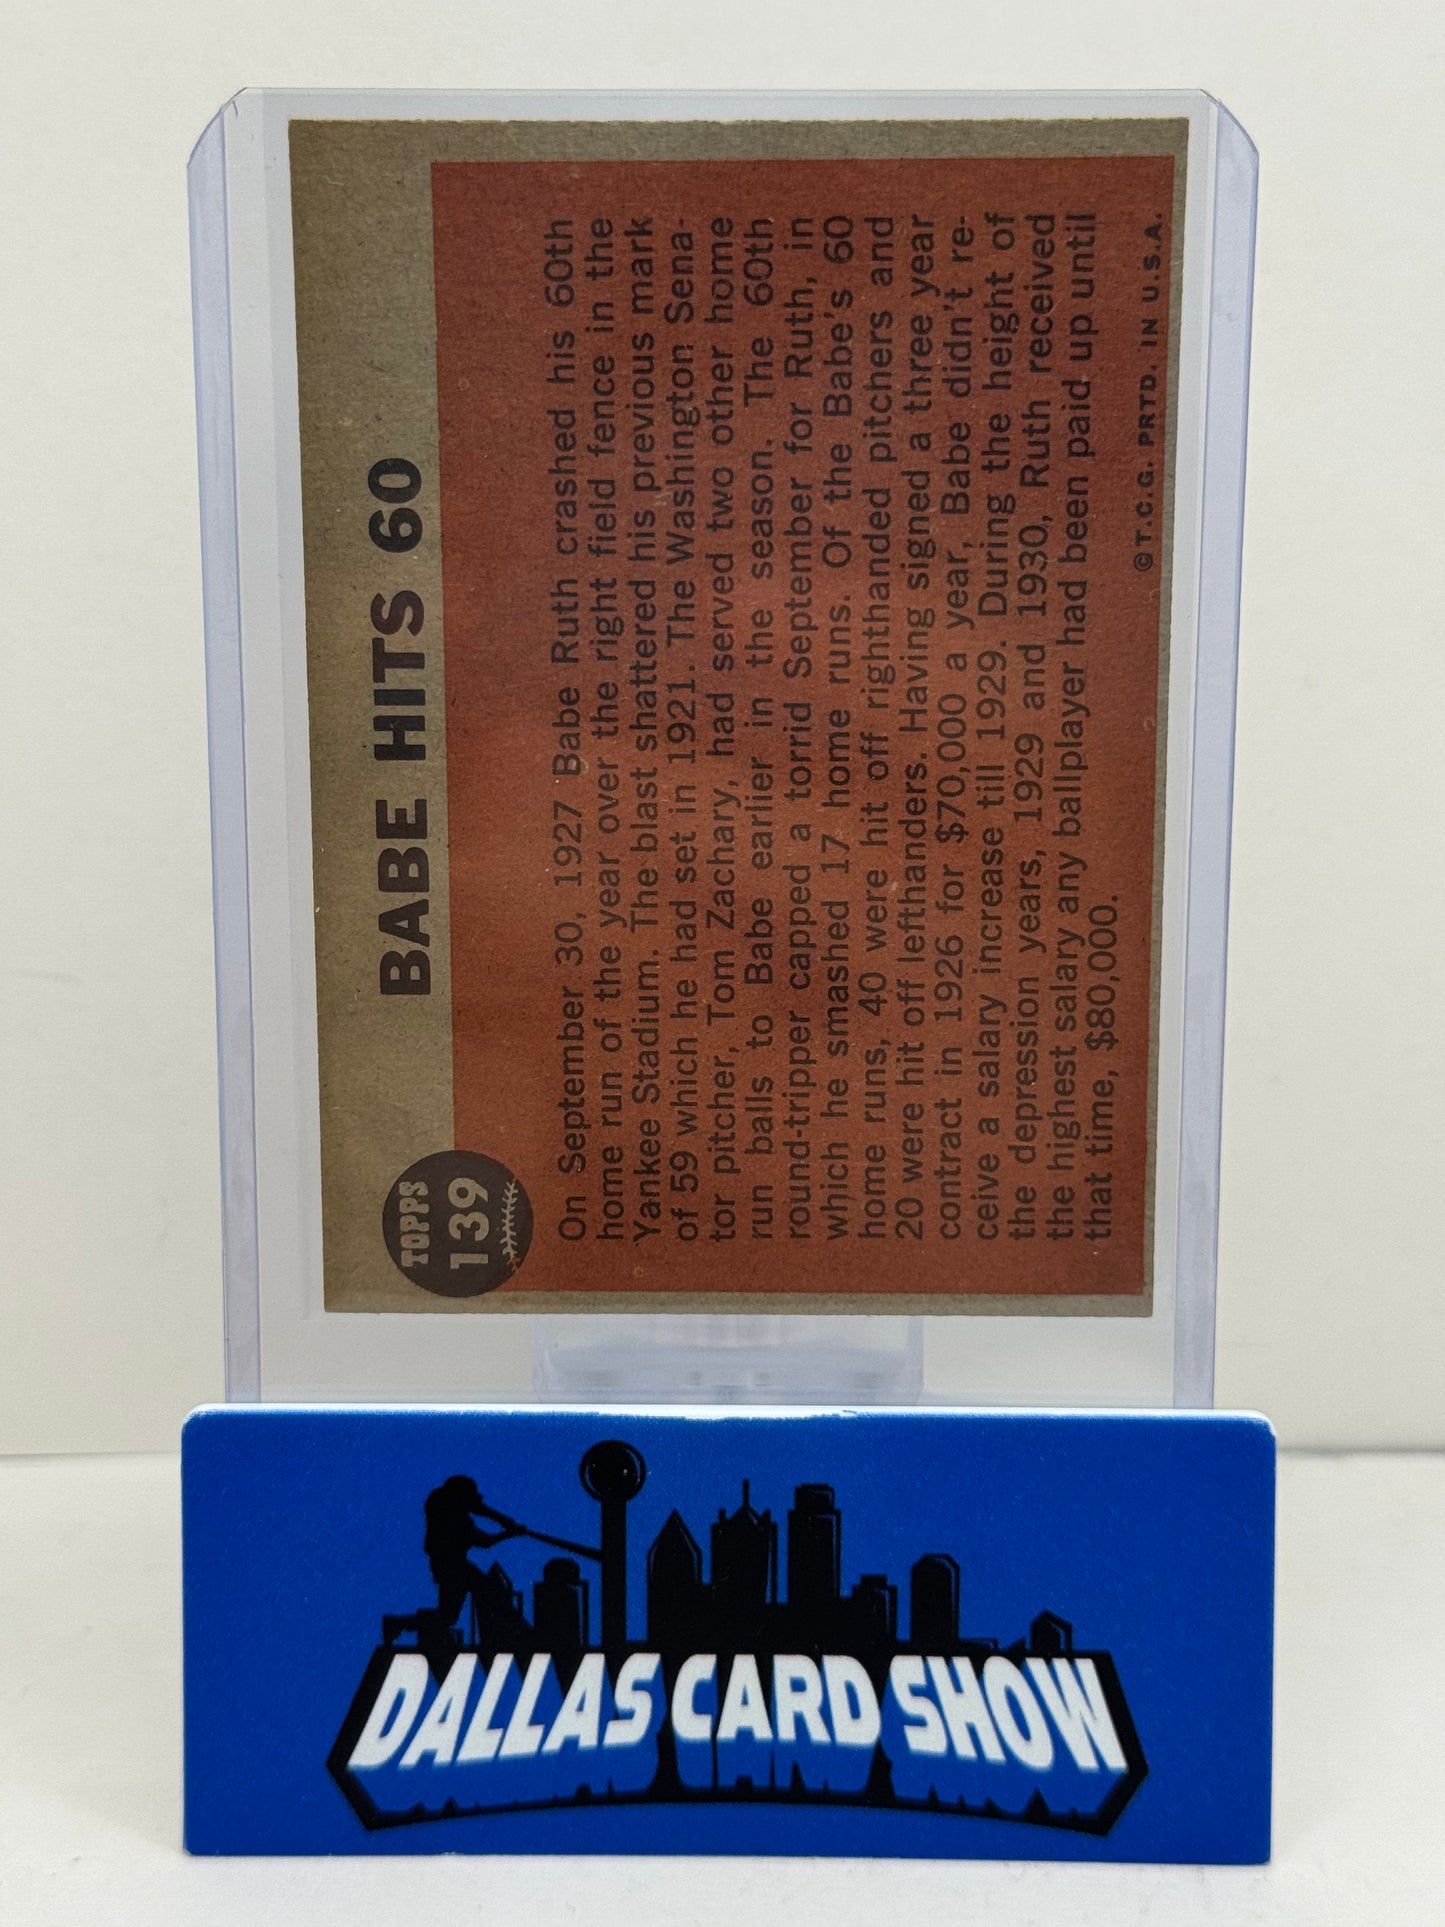 TOPPS
139
BABE HITS 60
On September 30, 1927 Babe Ruth crashed his 60th
home run of the year over the right field fence in the
Yankee Stadium. The blast shattered his previous mark
of 59 which he had set in 1921. The Washington Sena-
tor pitcher, Tom Zachary, had served two other home
run balls to Babe earlier in the season. The 60th
round-tripper capped a torrid September for Ruth, in
which he smashed 17 home runs. Of the Babe's 60
home runs, 40 were hit off righthanded pitchers and
20 were hit off lefthanders. Having signed a three year
contract in 1926 for $70,000 a year, Babe didn't re-
ceive a salary increase till 1929. During the height of
the depression years, 1929 and 1930, Ruth received
the highest salary any ballplayer had been paid up until
that time, $80,000.
© T.C.G. PRTD. IN U.S.A.
DALLAS CARD SHOW